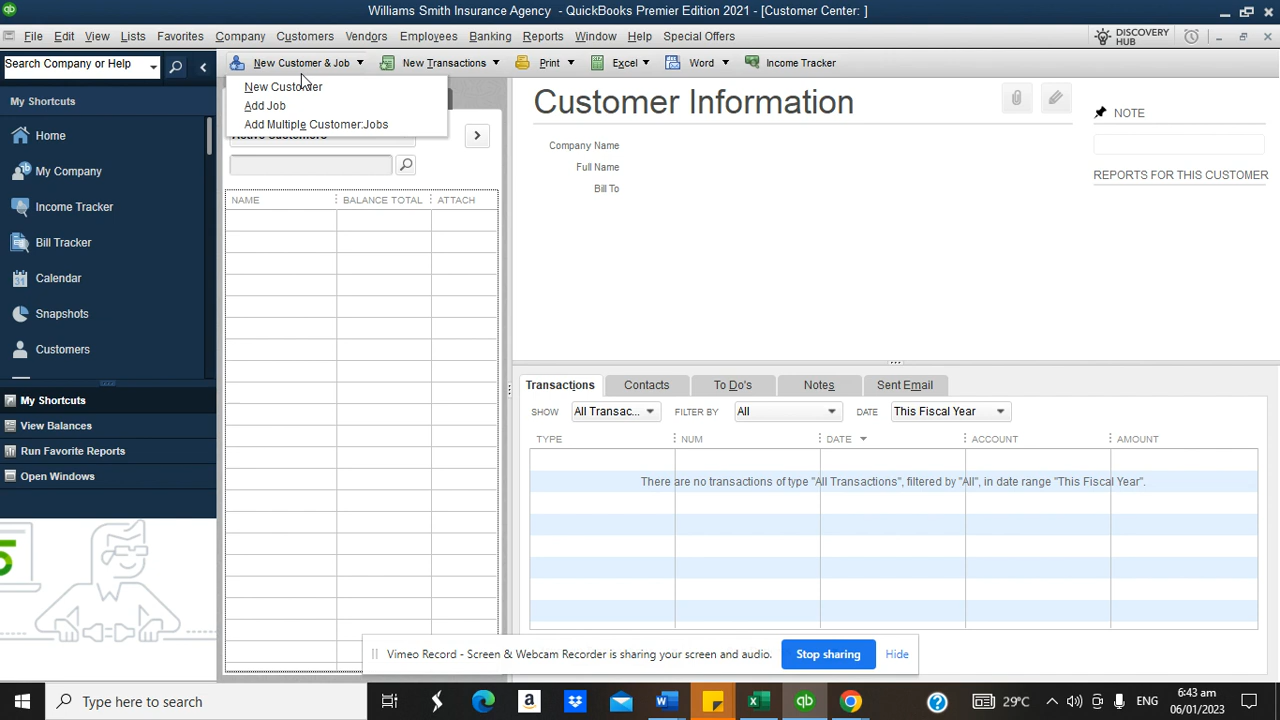 Williams Smith Insurance Agency - QuickBooks Premier Edition 2021 - [Customer Center: ]
File Edit View Lists Favorites Company Customers Vendors Employees Banking Reports Window Help Special Offers
DISCOVERY HUB
Search Company or Help
New Customer & Job New Transactions Print Excel Word Income Tracker
New Customer
Add Job
Add Multiple Customer:Jobs
Active Customers
My Shortcuts
Home
My Company
Income Tracker
Bill Tracker
Calendar
Snapshots
Customers
My Shortcuts
View Balances
Run Favorite Reports
Open Windows
NAME BALANCE TOTAL ATTACH
Customer Information
Company Name
Full Name
Bill To
NOTE
REPORTS FOR THIS CUSTOMER
Transactions Contacts To Do's Notes Sent Email
SHOW All Transac... FILTER BY All DATE This Fiscal Year
TYPE NUM DATE ACCOUNT AMOUNT
There are no transactions of type "All Transactions", filtered by "All", in date range "This Fiscal Year".
Vimeo Record - Screen & Webcam Recorder is sharing your screen and audio. Stop sharing Hide
Type here to search
29°C
ENG
6:43 am
06/01/2023